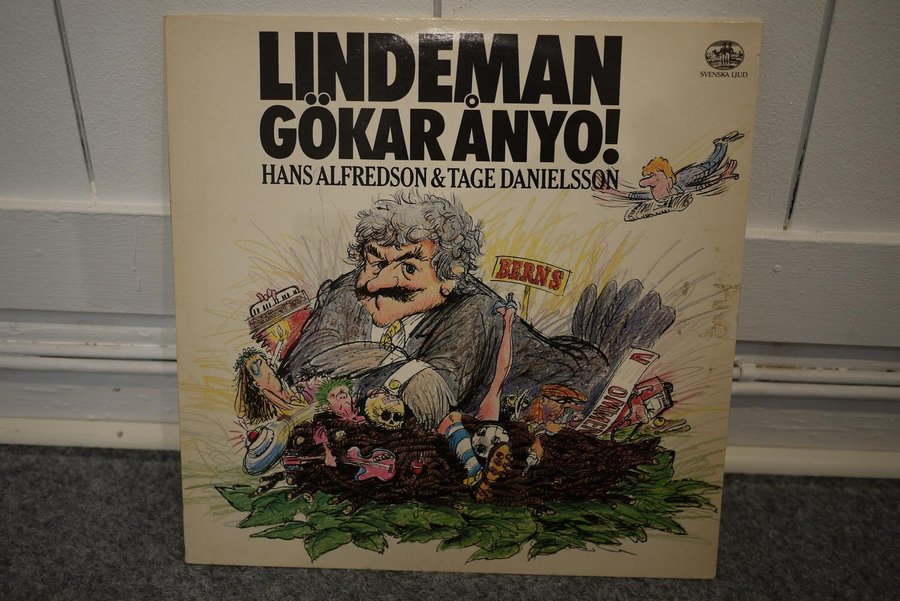 LINDEMAN
GÖKAR ÅNYO!
HANS ALFREDSON & TAGE DANIELSSON
SVENSKA LJUD
BERNS